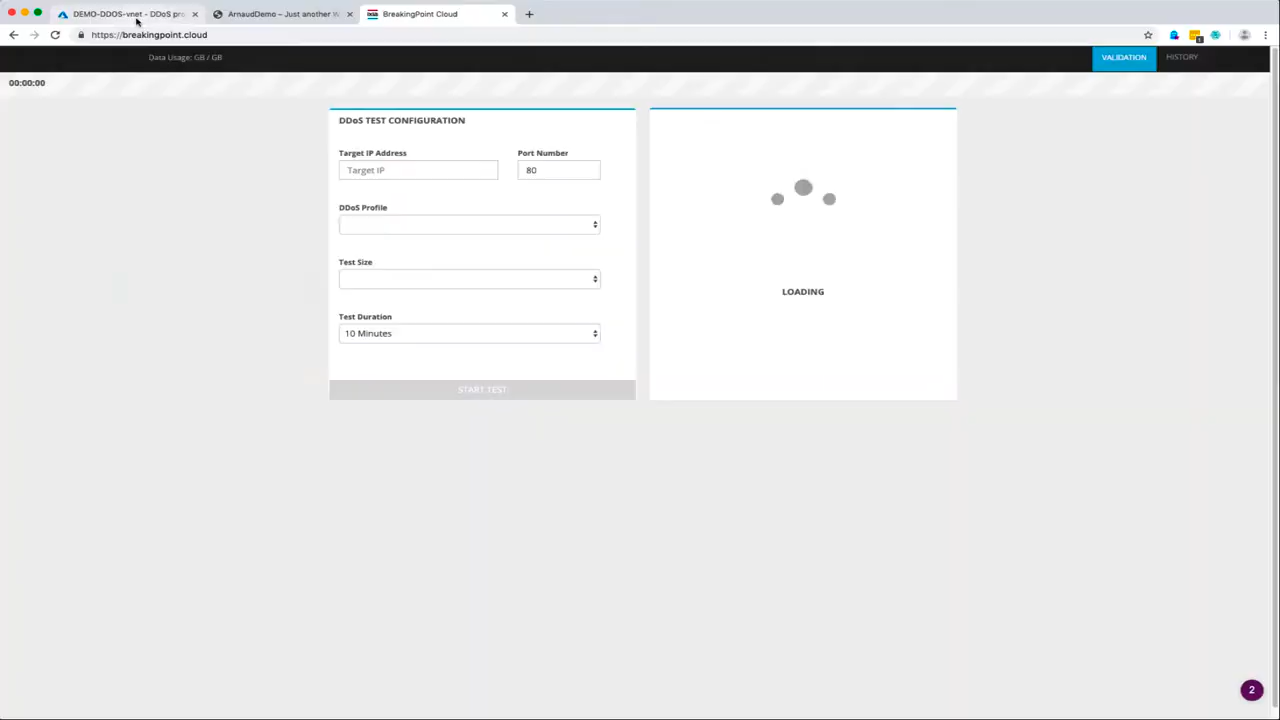 DEMO-DDOS-vnet - DDoS pro
ArnaudDemo – Just another W
BreakingPoint Cloud
https://breakingpoint.cloud
1
Data Usage: GB / GB
VALIDATION
HISTORY
00:00:00
DDoS TEST CONFIGURATION
Target IP Address
Port Number
Target IP
80
DDoS Profile
Test Size
LOADING
Test Duration
10 Minutes
START TEST
2